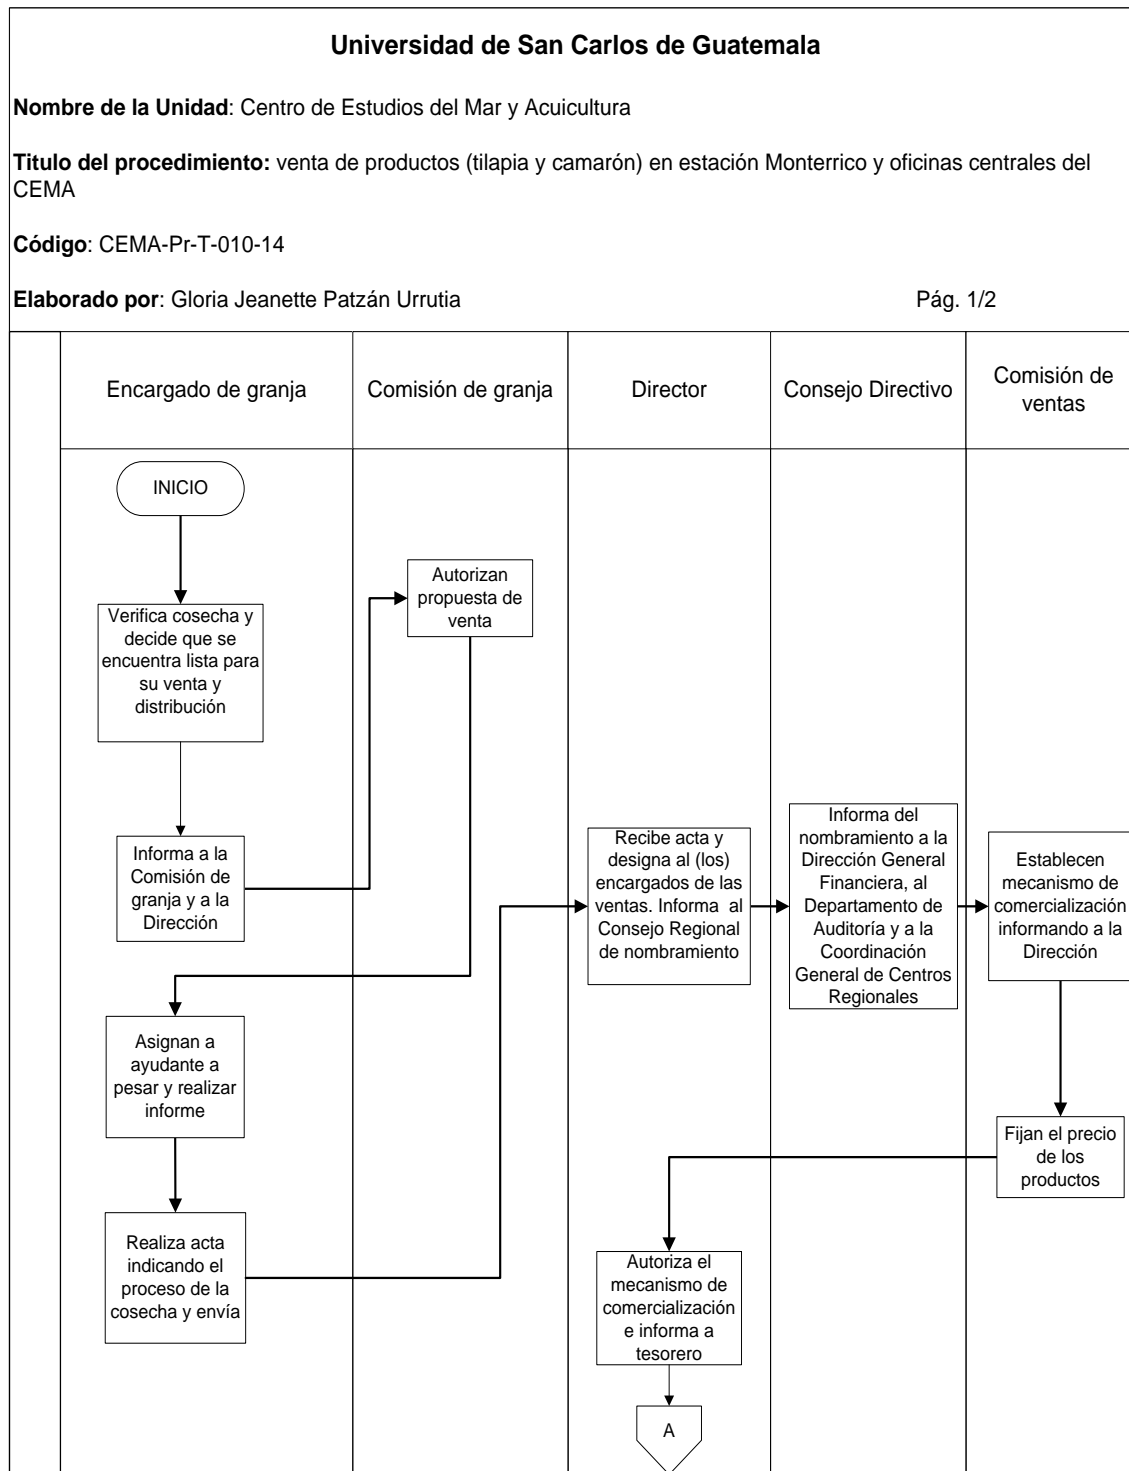 Universidad de San Carlos de Guatemala
Nombre de la Unidad: Centro de Estudios del Mar y Acuicultura
Titulo del procedimiento: venta de productos (tilapia y camarón) en estación Monterrico y oficinas centrales del
CEMA
Código: CEMA-Pr-T-010-14
Elaborado por: Gloria Jeanette Patzán Urrutia Pág. 1/2
Encargado de granja
Comisión de granja
Director
Consejo Directivo
Comisión de
ventas
INICIO
Verifica cosecha y
decide que se
encuentra lista para
su venta y
distribución
Informa a la
Comisión de
granja y a la
Dirección
Autorizan
propuesta de
venta
Asignan a
ayudante a
pesar y realizar
informe
Realiza acta
indicando el
proceso de la
cosecha y envía
Recibe acta y
designa al (los)
encargados de las
ventas. Informa al
Consejo Regional
de nombramiento
Informa del
nombramiento a la
Dirección General
Financiera, al
Departamento de
Auditoría y a la
Coordinación
General de Centros
Regionales
Establecen
mecanismo de
comercialización
informando a la
Dirección
Fijan el precio
de los
productos
Autoriza el
mecanismo de
comercialización
e informa a
tesorero
A